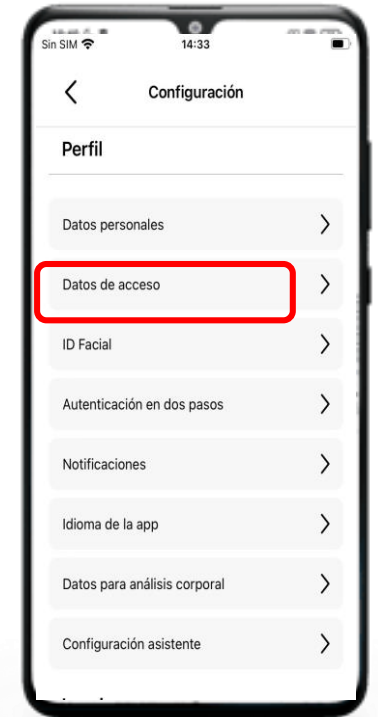 Sin SIM 14:33
Configuración
Perfil
Datos personales
Datos de acceso
ID Facial
Autenticación en dos pasos
Notificaciones
Idioma de la app
Datos para análisis corporal
Configuración asistente